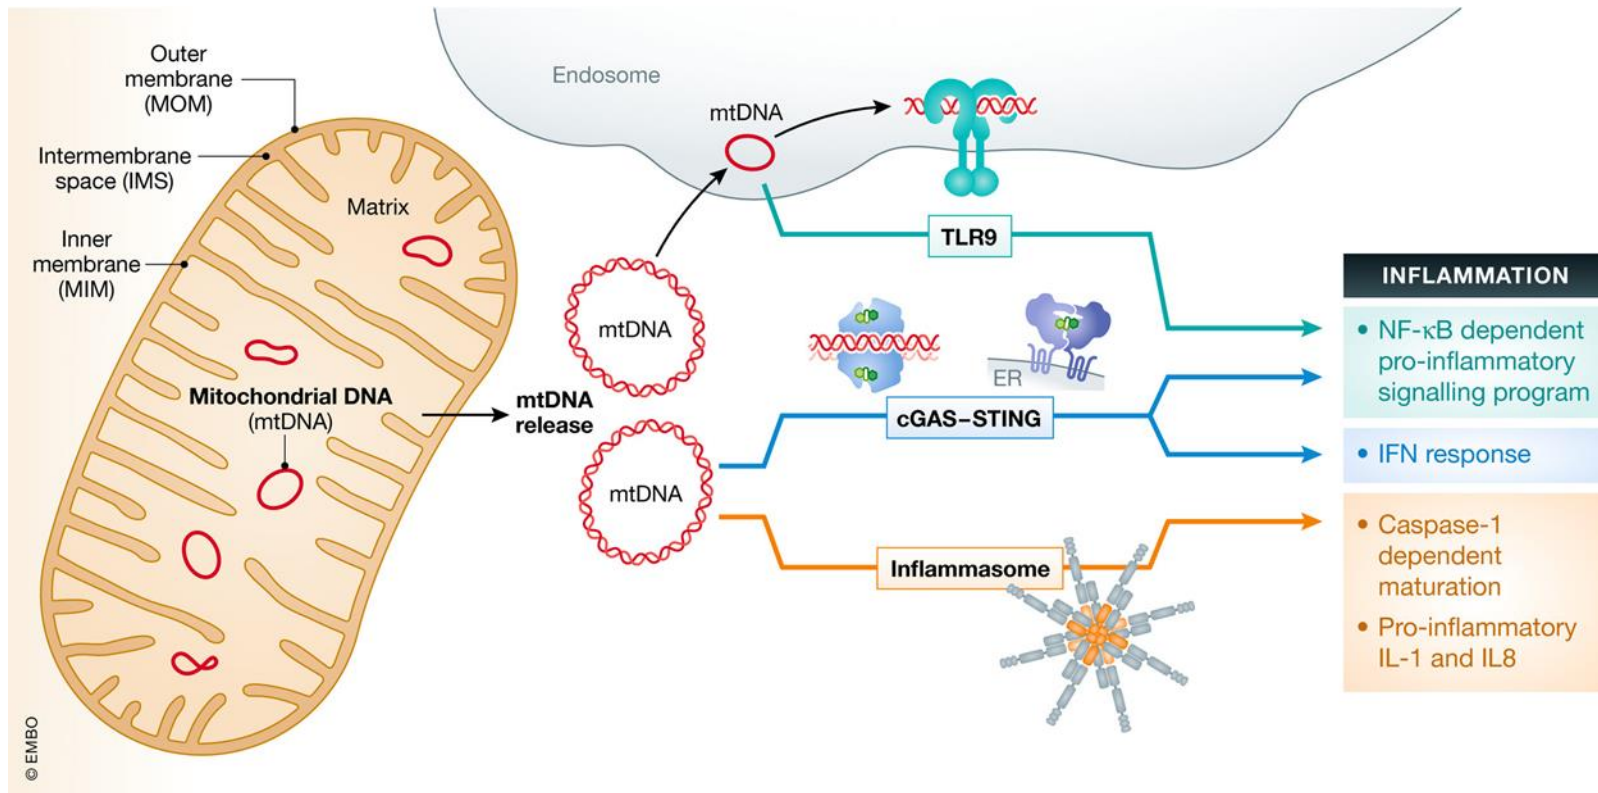 Outer
membrane
(MOM)
Intermembrane
space (IMS)
Inner
membrane
(MIM)
Matrix
Mitochondrial DNA
(mtDNA)
mtDNA
release
Endosome
mtDNA
mtDNA
mtDNA
TLR9
ER
cGAS–STING
Inflammasome
INFLAMMATION
• NF-κB dependent
pro-inflammatory
signalling program
• IFN response
• Caspase-1
dependent
maturation
• Pro-inflammatory
IL-1 and IL8
© EMBO